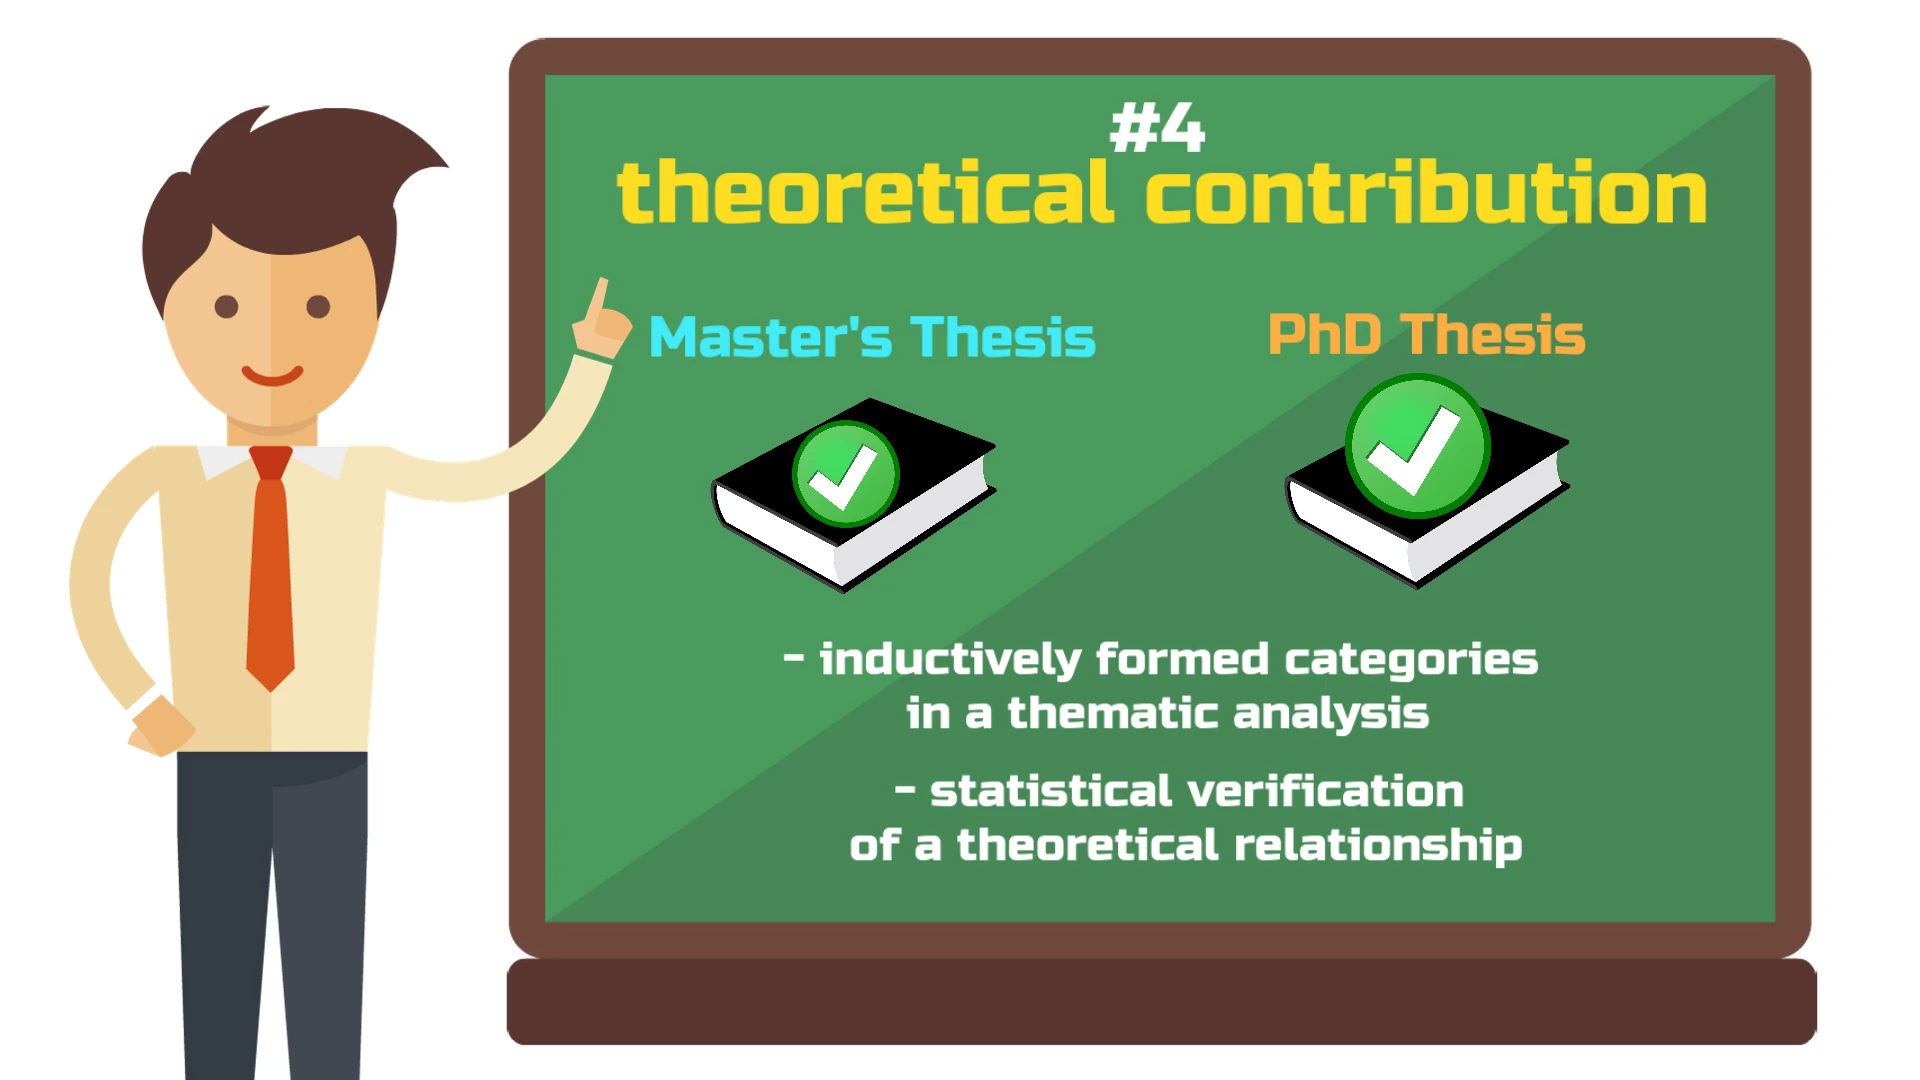 #4
theoretical contribution
Master's Thesis
PhD Thesis
- inductively formed categories
in a thematic analysis
- statistical verification
of a theoretical relationship